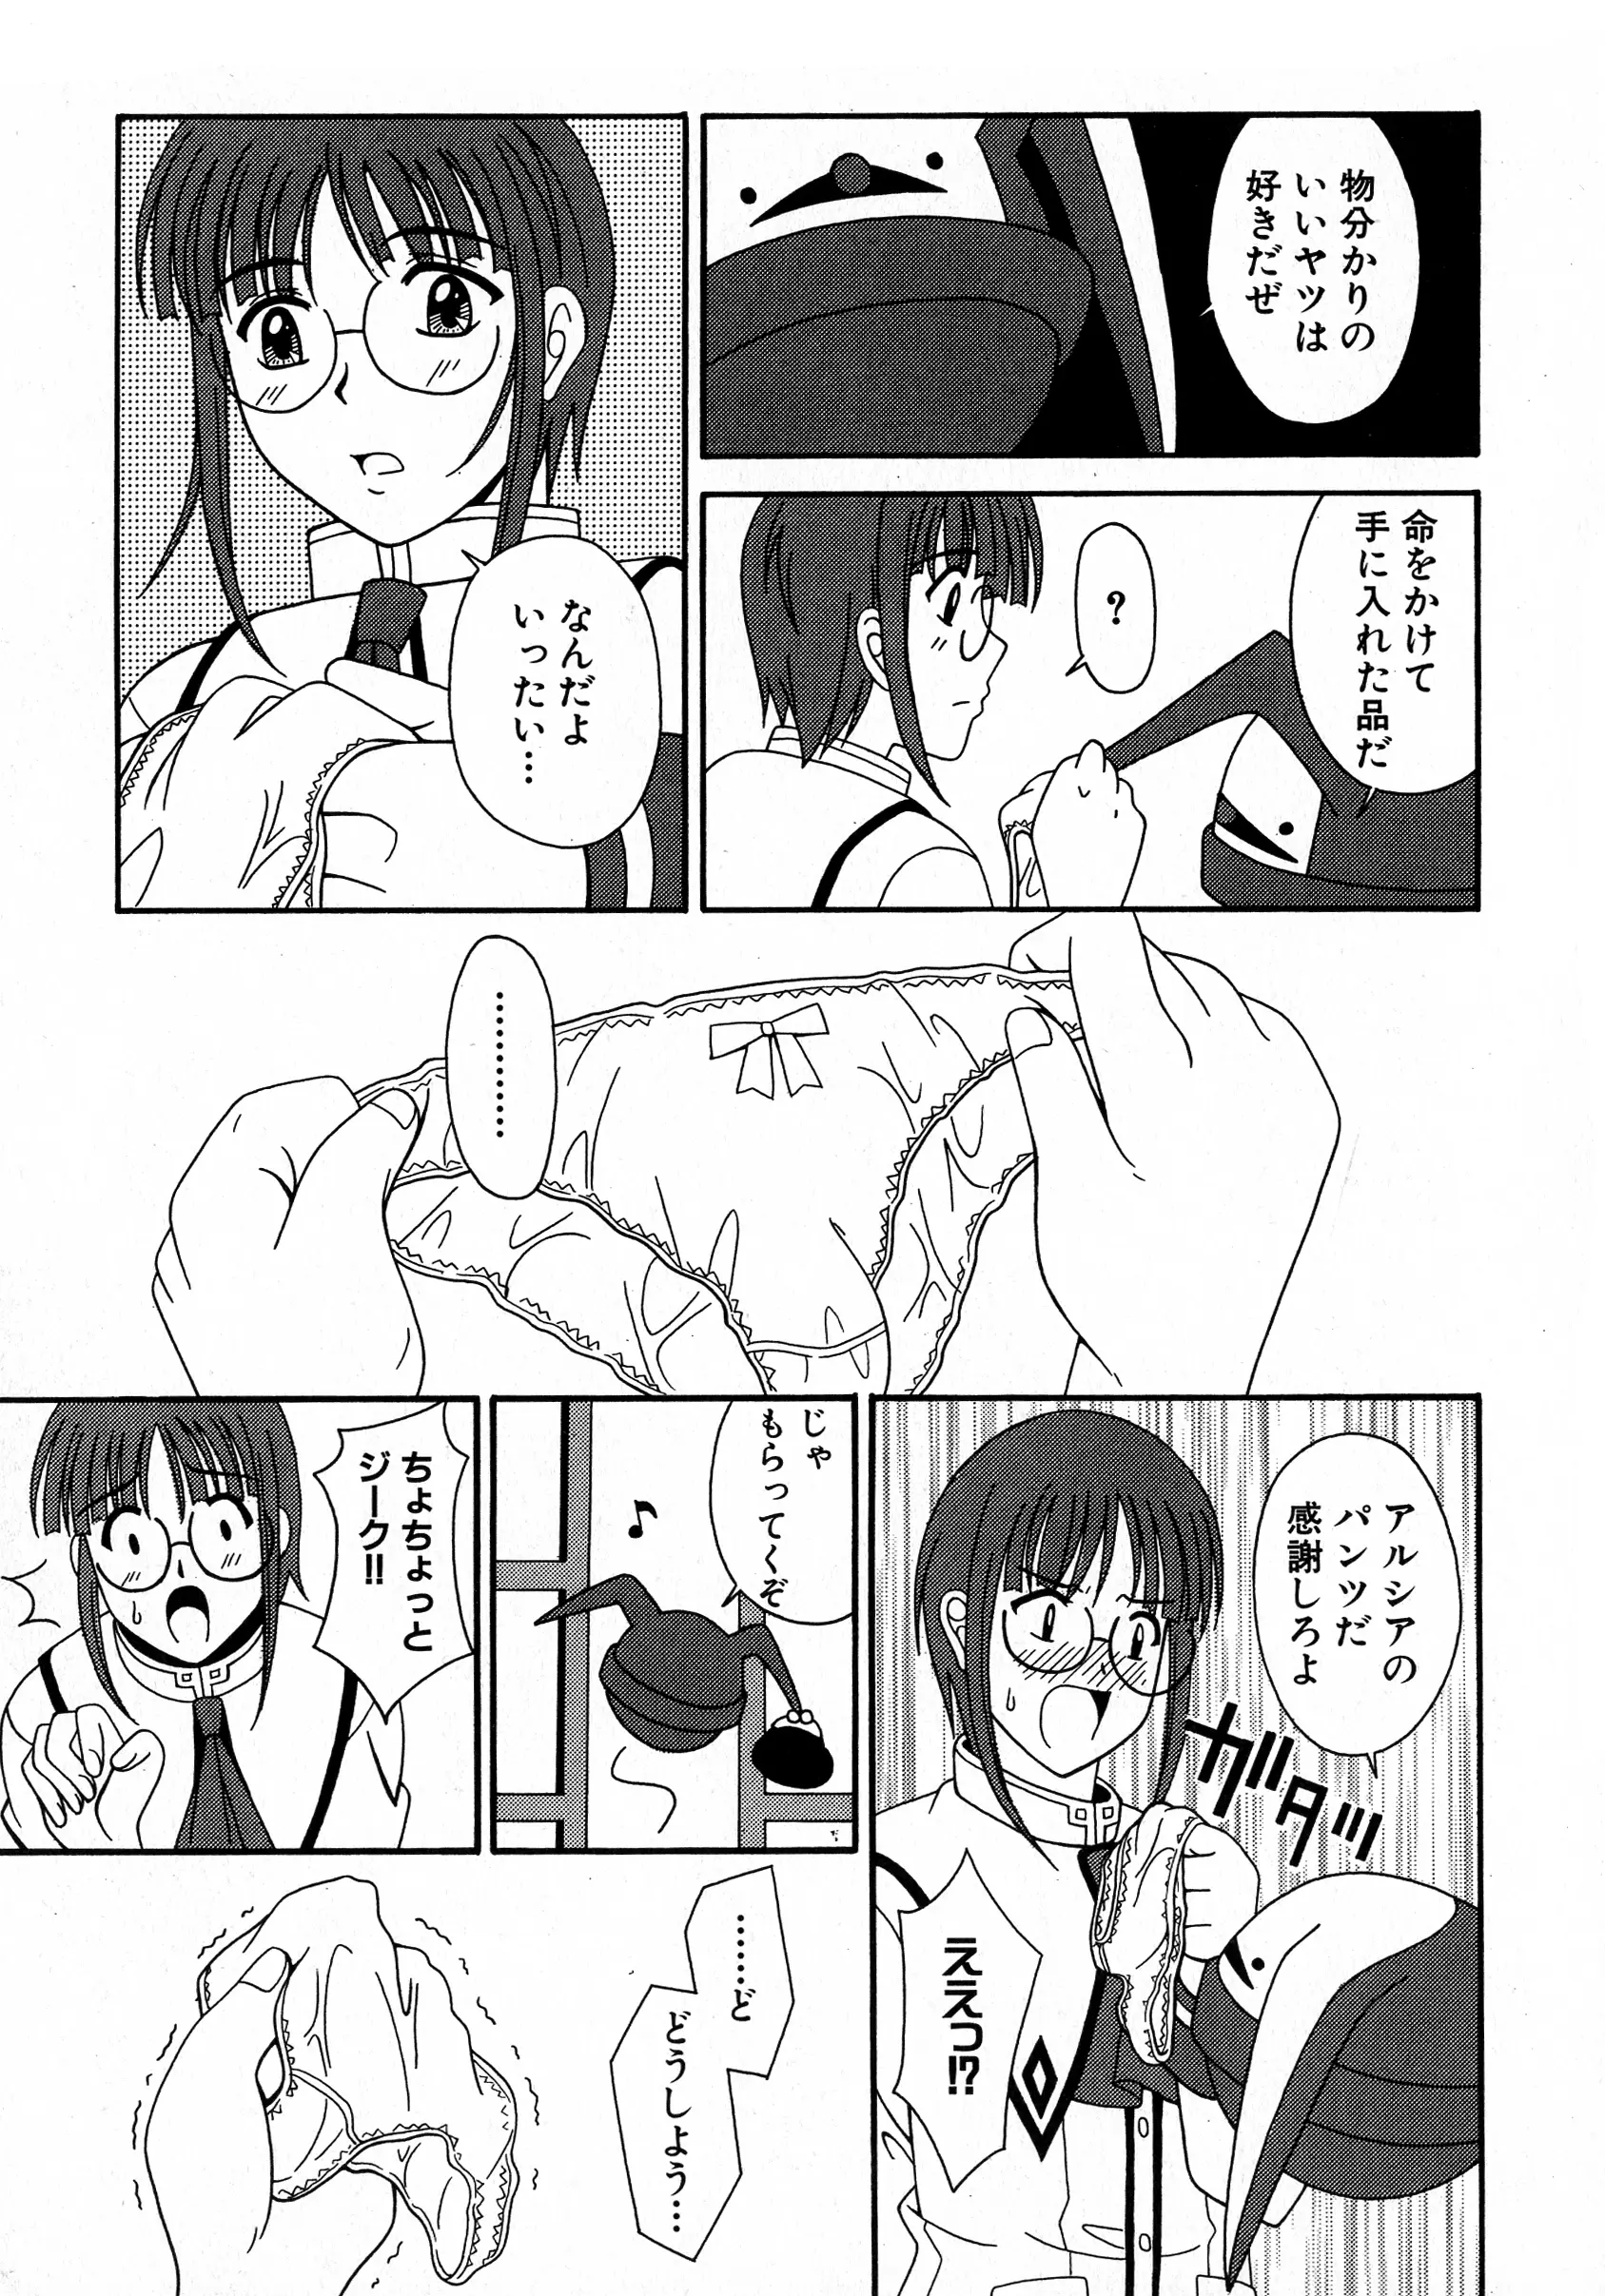 物分かりの
いいヤツは
好きだぜ
命をかけて
手に入れた品だ
?
なんだよ
いったい…
…………
アルシアの
パンツだ
感謝しろよ
ガタッ
ええっ!?
じゃ
もらってくぞ
♪
ちょちょっと
ジーク!!
……ど
どうしよう…